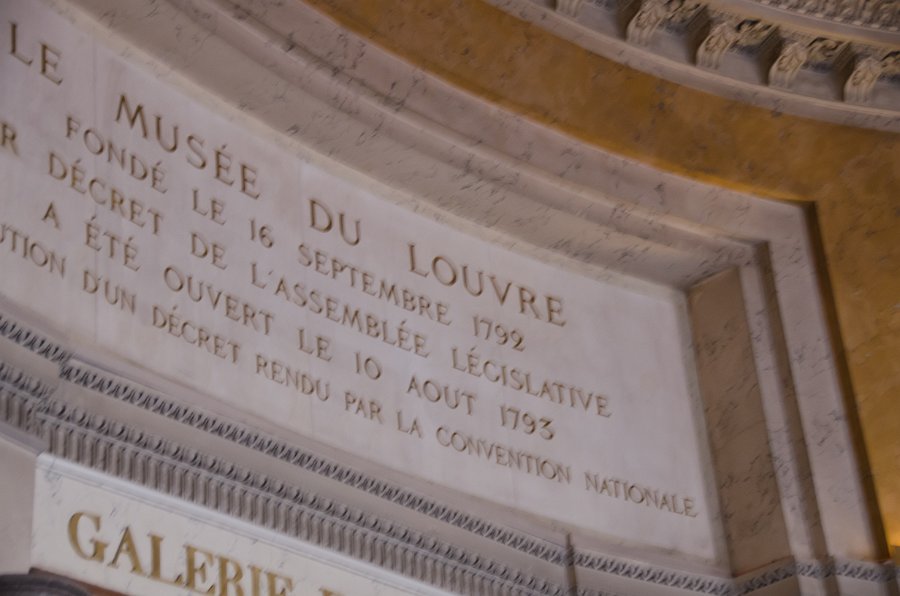 LE MUSÉE DU LOUVRE
FONDÉ LE 16 SEPTEMBRE 1792
DÉCRET DE L'ASSEMBLÉE LÉGISLATIVE
A ÉTÉ OUVERT LE 10 AOUT 1793
D'UN DÉCRET RENDU PAR LA CONVENTION NATIONALE
GALERIE